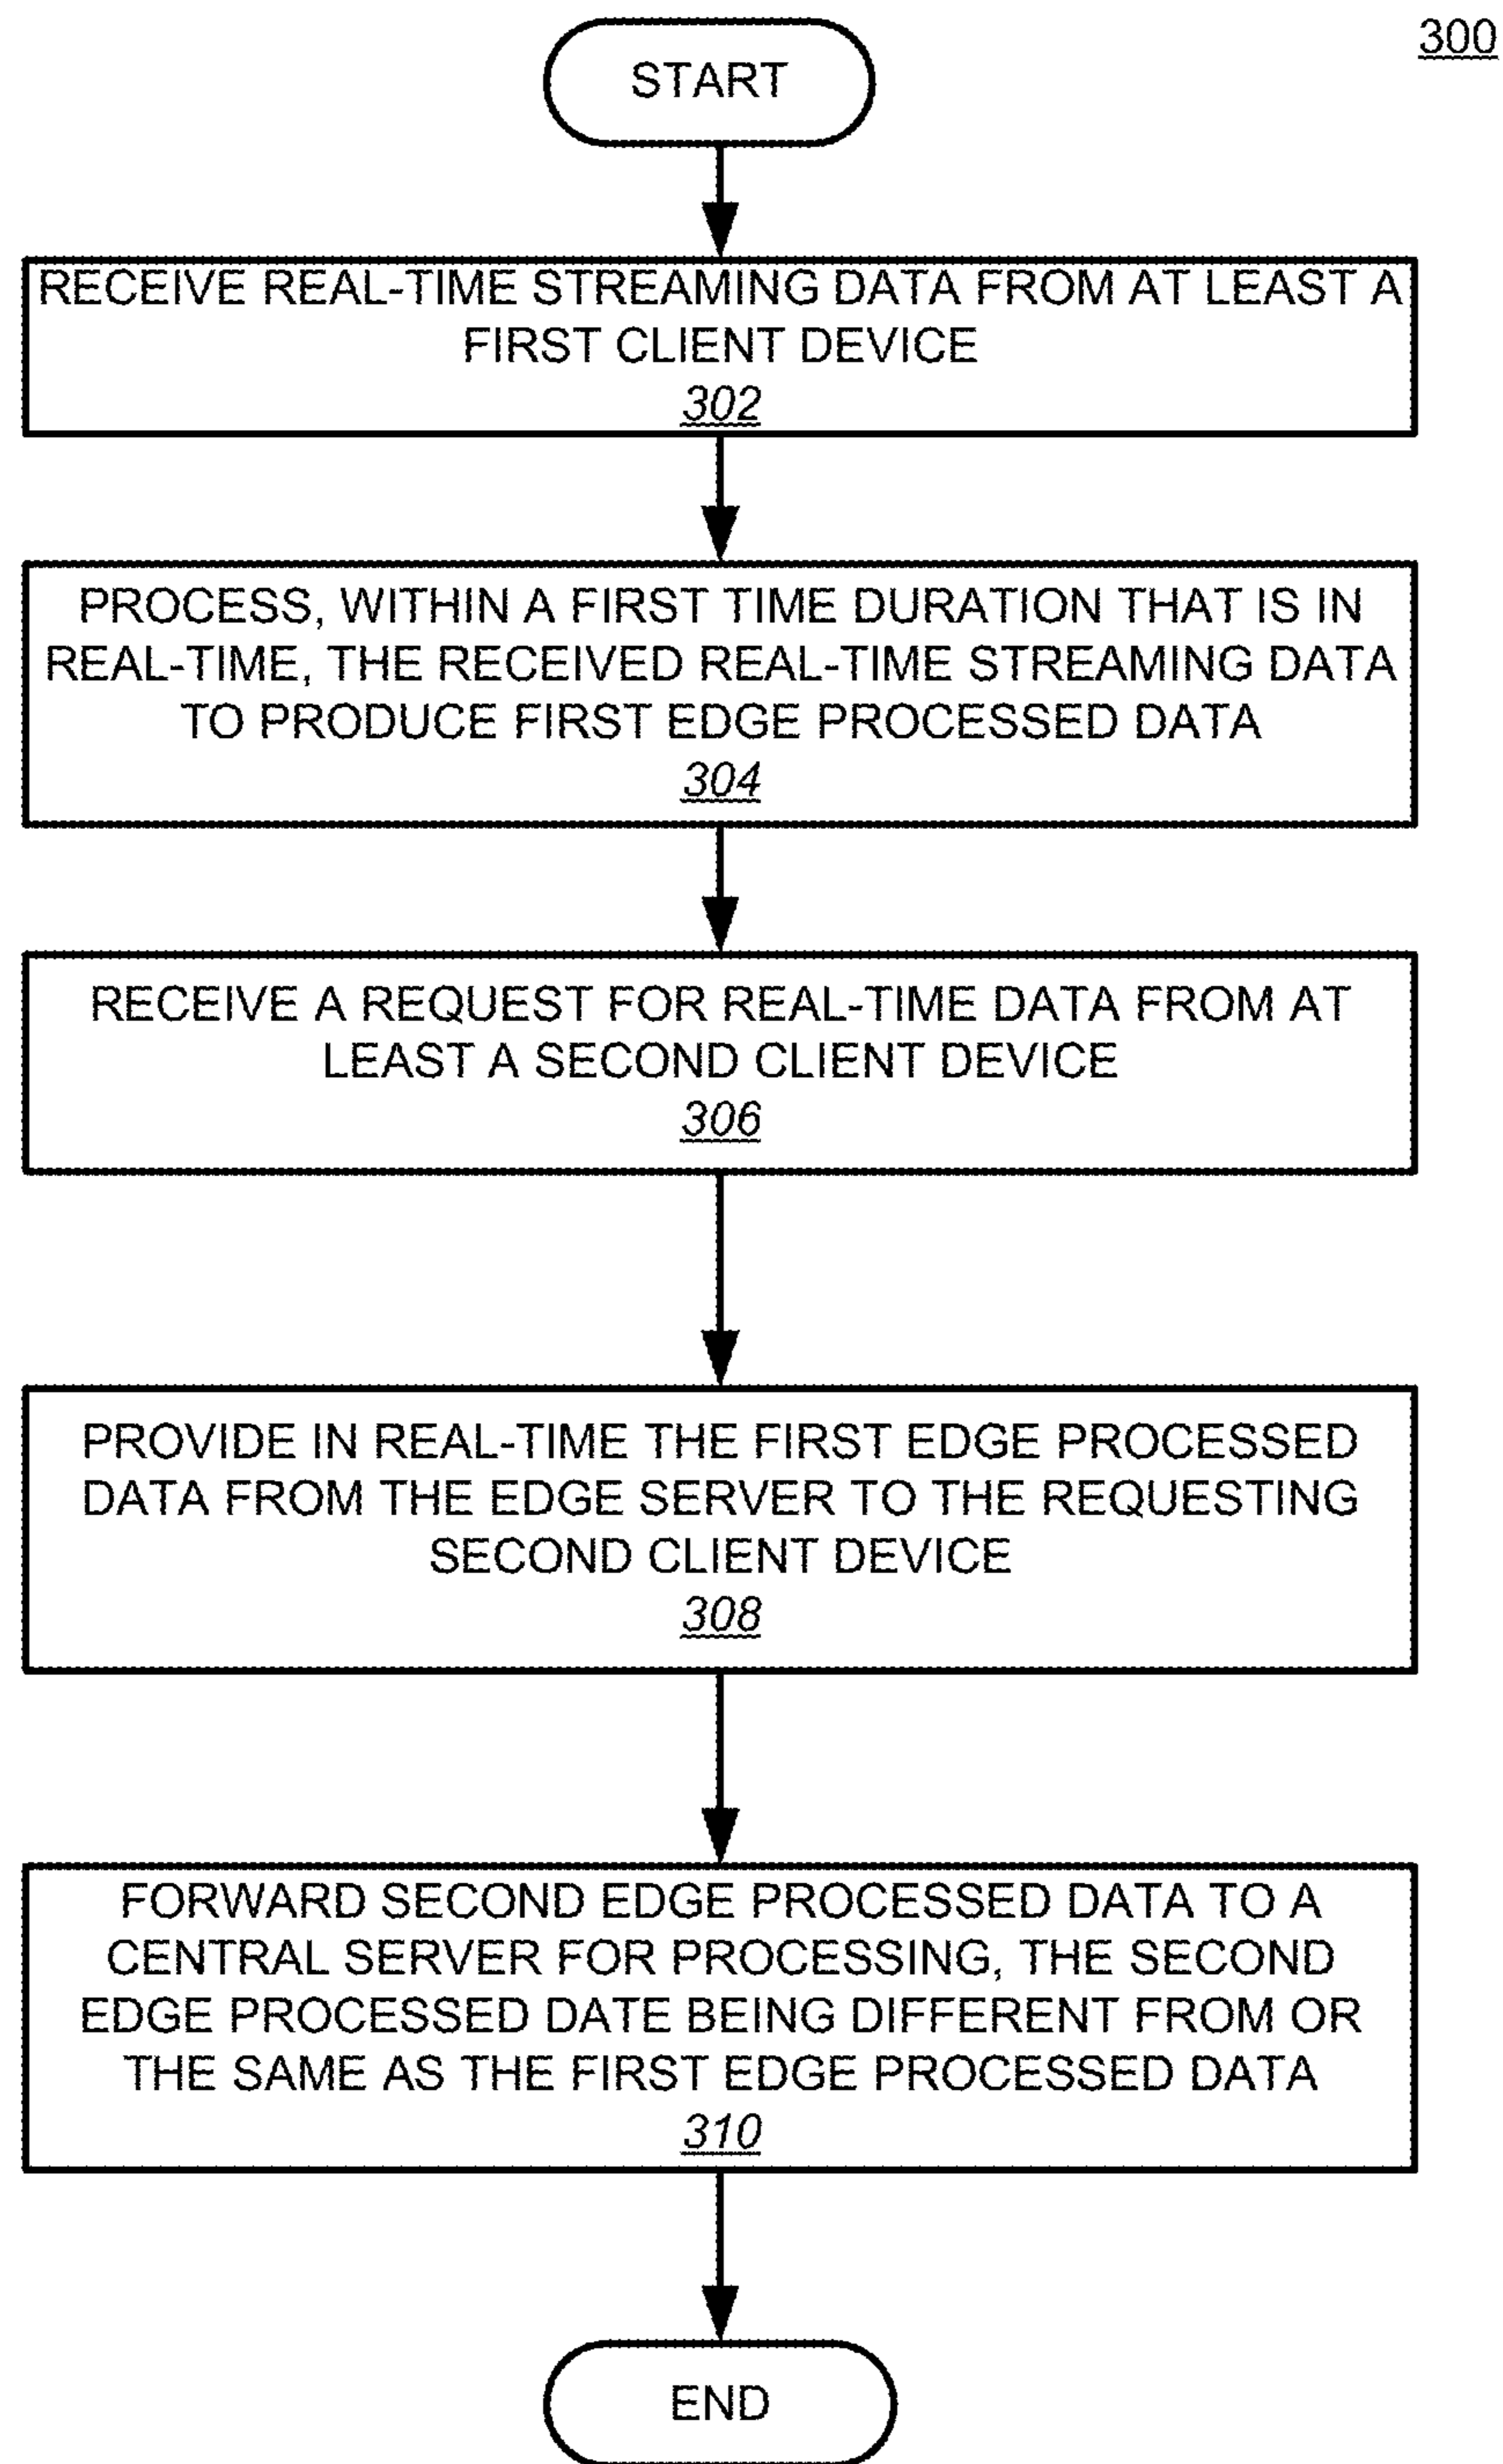 300
START
RECEIVE REAL-TIME STREAMING DATA FROM AT LEAST A
FIRST CLIENT DEVICE
302
PROCESS, WITHIN A FIRST TIME DURATION THAT IS IN
REAL-TIME, THE RECEIVED REAL-TIME STREAMING DATA
TO PRODUCE FIRST EDGE PROCESSED DATA
304
RECEIVE A REQUEST FOR REAL-TIME DATA FROM AT
LEAST A SECOND CLIENT DEVICE
306
PROVIDE IN REAL-TIME THE FIRST EDGE PROCESSED
DATA FROM THE EDGE SERVER TO THE REQUESTING
SECOND CLIENT DEVICE
308
FORWARD SECOND EDGE PROCESSED DATA TO A
CENTRAL SERVER FOR PROCESSING, THE SECOND
EDGE PROCESSED DATE BEING DIFFERENT FROM OR
THE SAME AS THE FIRST EDGE PROCESSED DATA
310
END